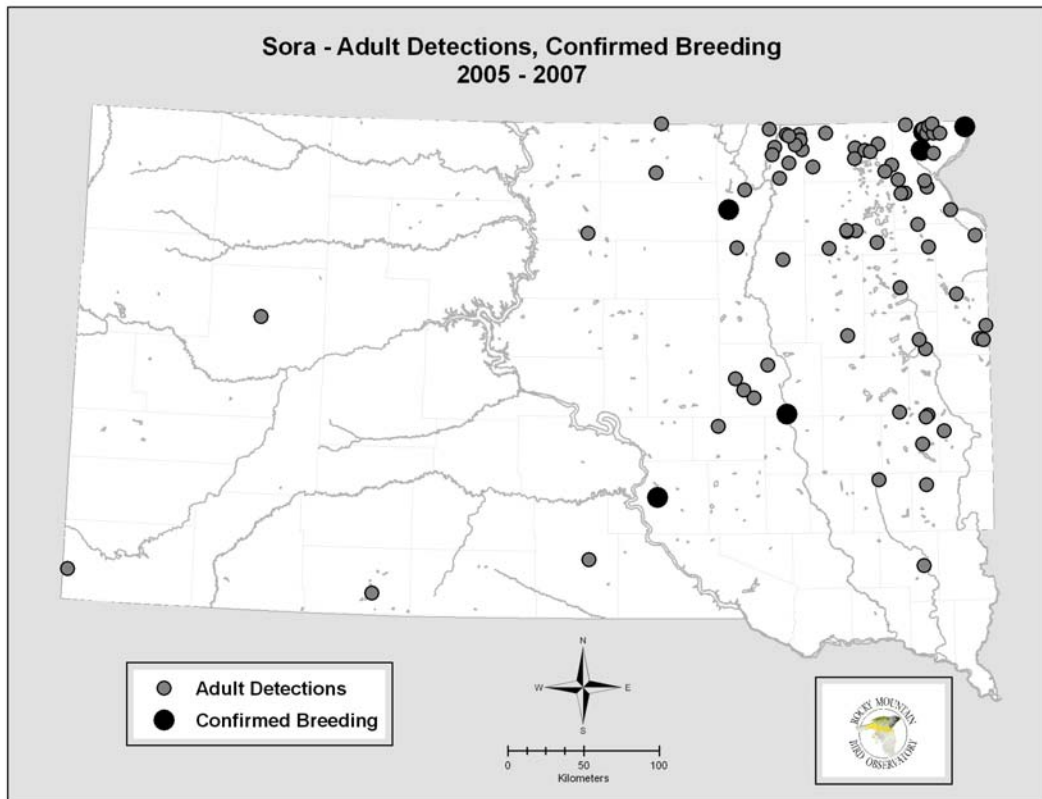 Sora - Adult Detections, Confirmed Breeding
2005 - 2007
Adult Detections
Confirmed Breeding
N
W
E
S
0
50
100
Kilometers
ROCKY MOUNTAIN
BIRD OBSERVATORY